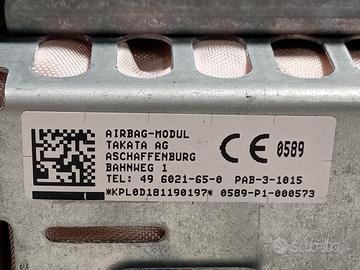 AIRBAG-MODUL
TAKATA AG
ASCHAFFENBURG
BAHNWEG 1
TEL: 49 6021-65-0 PAB-3-1015
*KPL0D181190197* 0589-P1-000573
CE 0589
subito